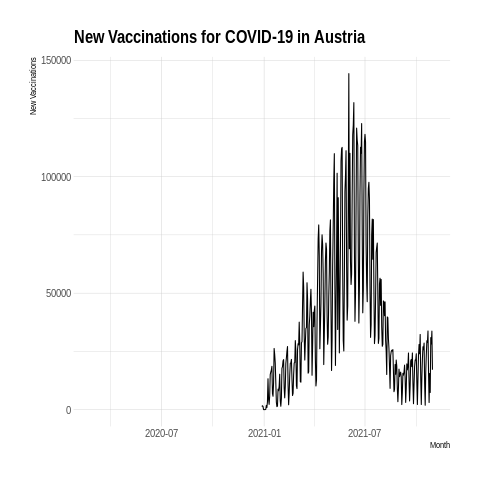 New Vaccinations for COVID-19 in Austria
New Vaccinations
150000
100000
50000
0
2020-07
2021-01
2021-07
Month